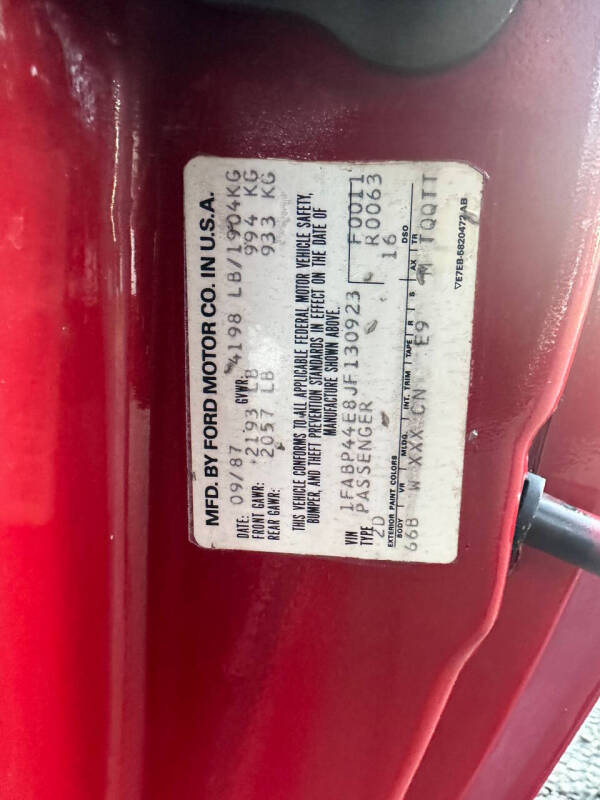 MFD. BY FORD MOTOR CO. IN U.S.A.
DATE: 09/87 GVWR: 4198 LB/1904KG
FRONT GAWR: 2193 LB 994 KG
REAR GAWR: 2057 LB 933 KG
THIS VEHICLE CONFORMS TO ALL APPLICABLE FEDERAL MOTOR VEHICLE SAFETY,
BUMPER, AND THEFT PREVENTION STANDARDS IN EFFECT ON THE DATE OF
MANUFACTURE SHOWN ABOVE.
VIN 1FABP44E8JF130923 F0011
TYPE PASSENGER R0063
2D 16
EXTERIOR PAINT COLORS DSO
BODY VR MLDG. INT. TRIM TAPE R S AX TR
66B W XXX CN E9 M TQQTT
▽E7EB-5820472-AB